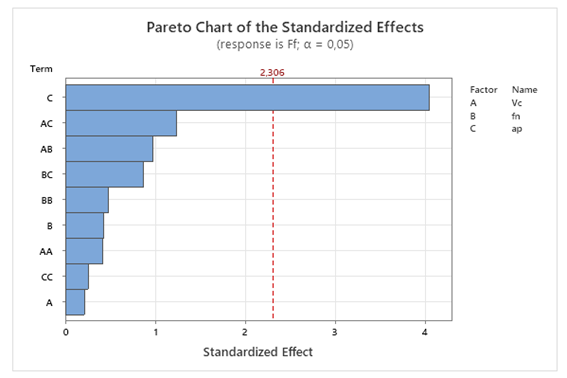 Pareto Chart of the Standardized Effects
(response is Ff; α = 0,05)
Term
2,306
Factor Name
A Vc
B fn
C ap
C
AC
AB
BC
BB
B
AA
CC
A
0 1 2 3 4
Standardized Effect